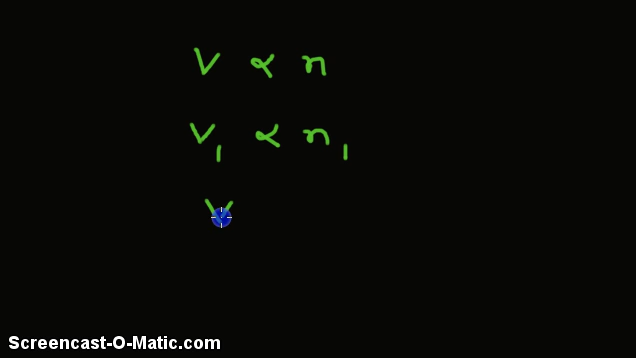 V ∝ n
V₁ ∝ n₁
V
Screencast-O-Matic.com